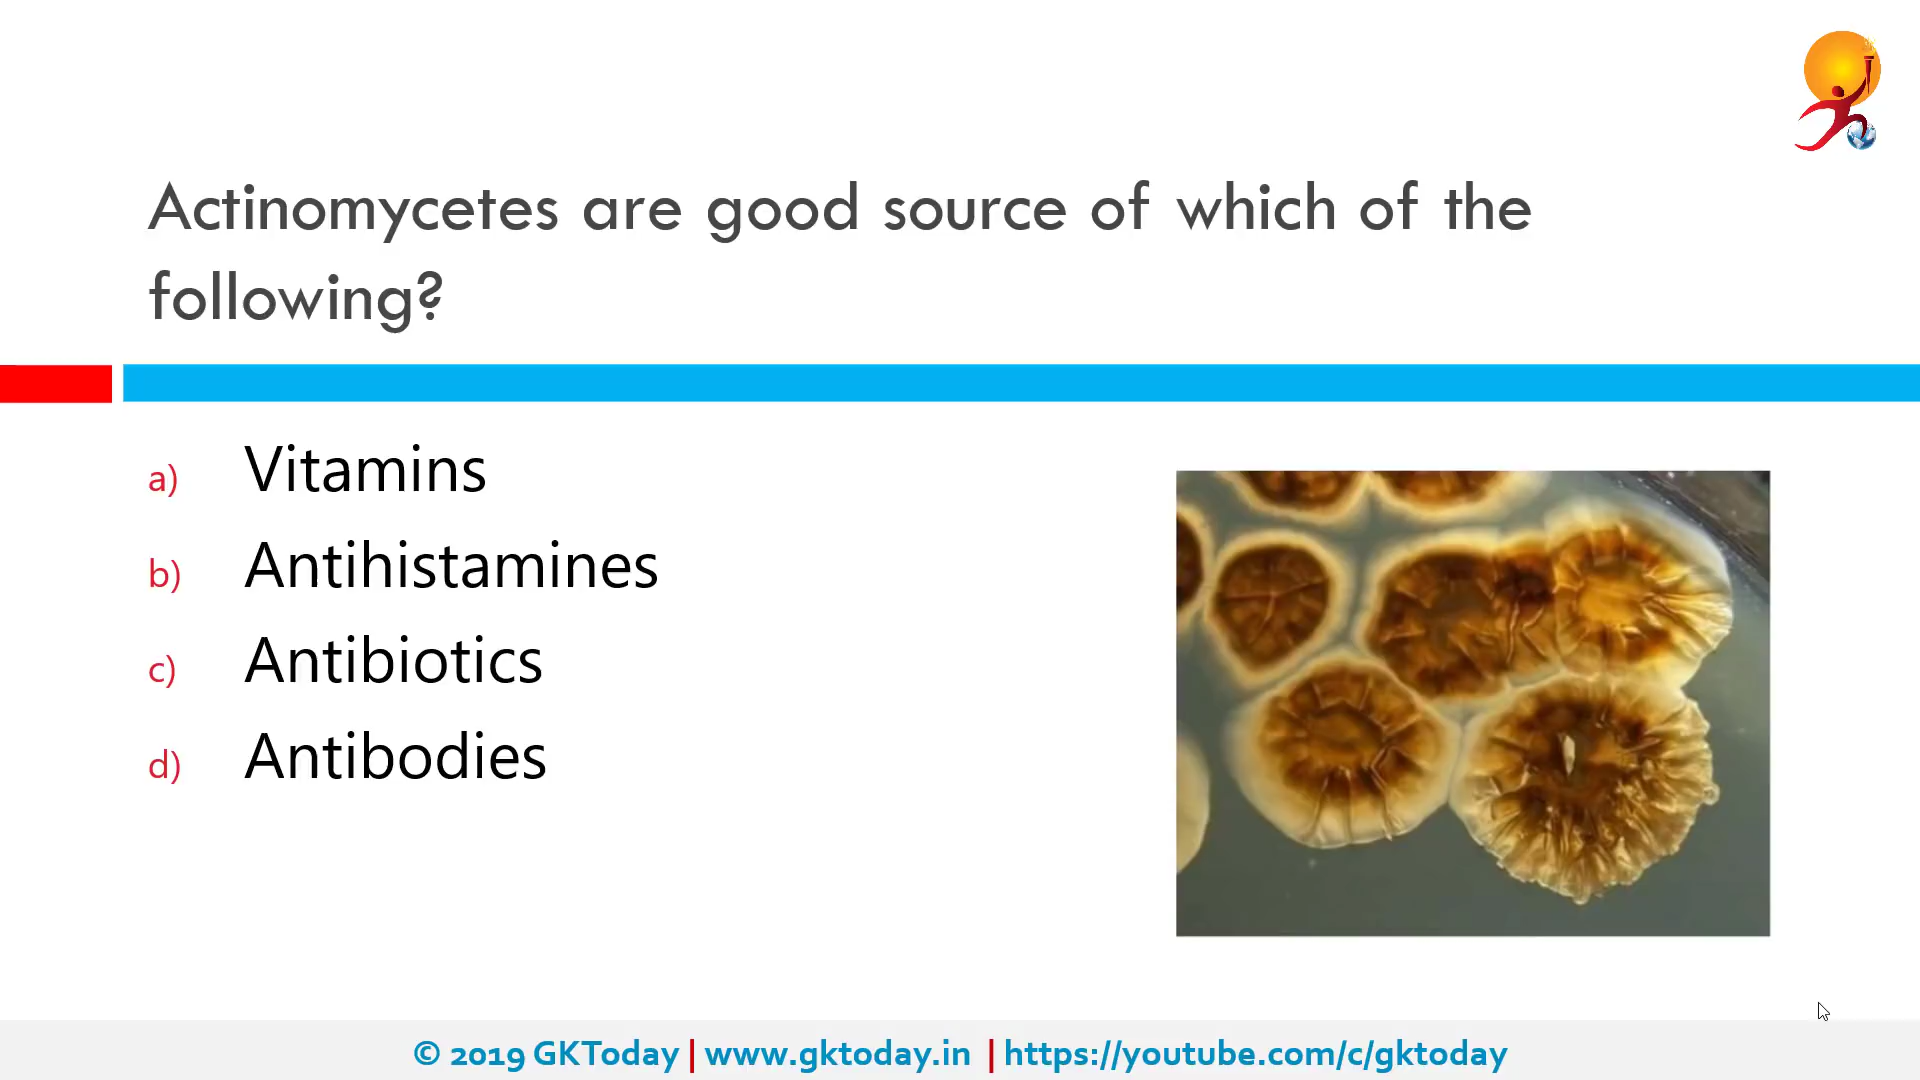 Actinomycetes are good source of which of the
following?
a) Vitamins
b) Antihistamines
c) Antibiotics
d) Antibodies
© 2019 GKToday | www.gktoday.in | https://youtube.com/c/gktoday